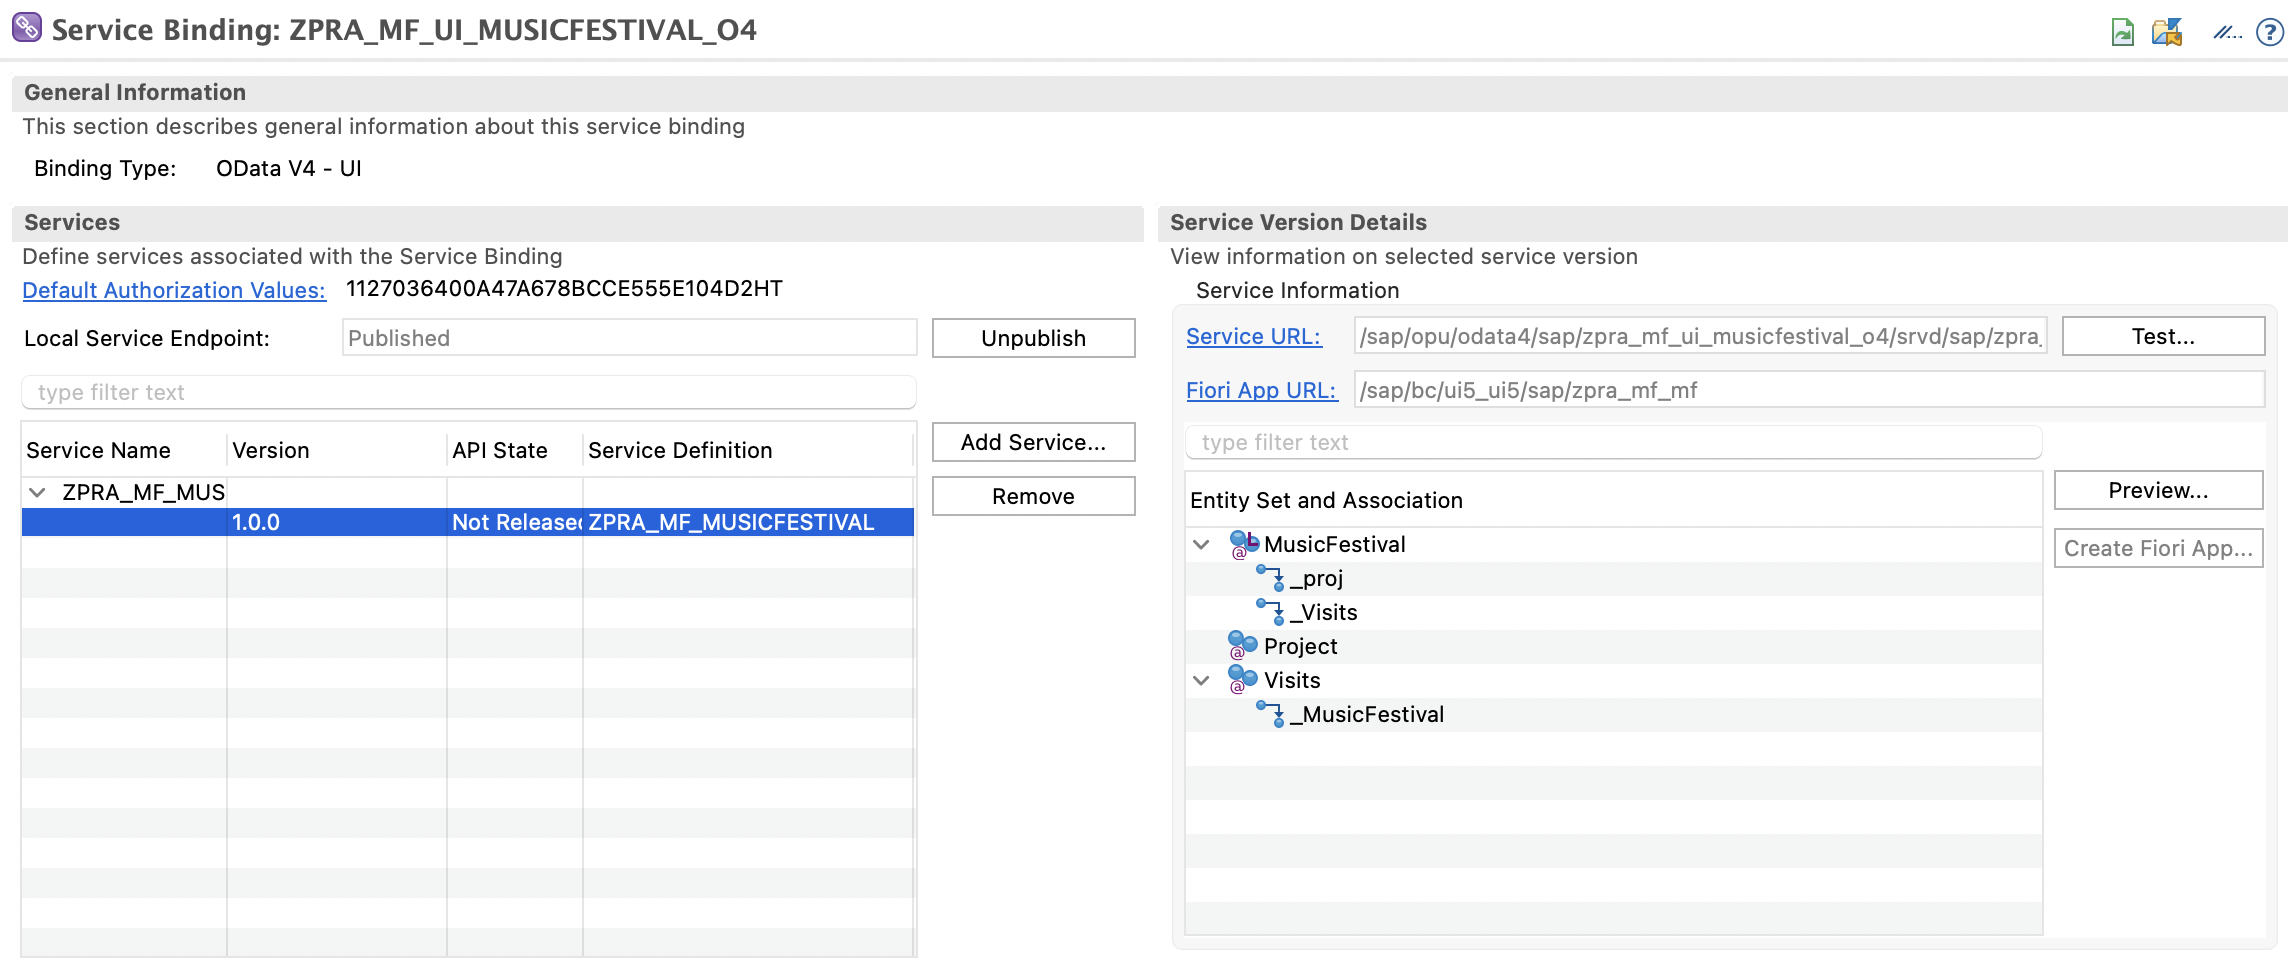 Service Binding: ZPRA_MF_UI_MUSICFESTIVAL_O4
General Information
This section describes general information about this service binding
Binding Type: OData V4 - UI
Services
Define services associated with the Service Binding
Default Authorization Values: 1127036400A47A678BCCE555E104D2HT
Local Service Endpoint: Published Unpublish
type filter text
Service Name Version API State Service Definition
ZPRA_MF_MUS
1.0.0 Not Released ZPRA_MF_MUSICFESTIVAL
Add Service...
Remove
Service Version Details
View information on selected service version
Service Information
Service URL: /sap/opu/odata4/sap/zpra_mf_ui_musicfestival_o4/srvd/sap/zpra_ Test...
Fiori App URL: /sap/bc/ui5_ui5/sap/zpra_mf_mf
type filter text
Entity Set and Association
MusicFestival
_proj
_Visits
Project
Visits
_MusicFestival
Preview...
Create Fiori App...